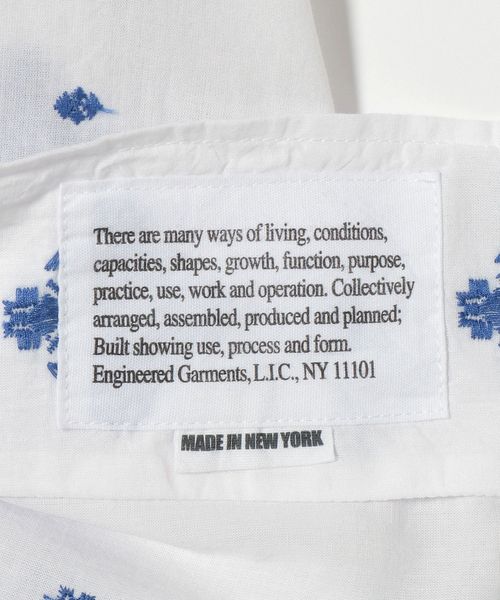 There are many ways of living, conditions,
capacities, shapes, growth, function, purpose,
practice, use, work and operation. Collectively
arranged, assembled, produced and planned;
Built showing use, process and form.
Engineered Garments, L.I.C., NY 11101
MADE IN NEW YORK